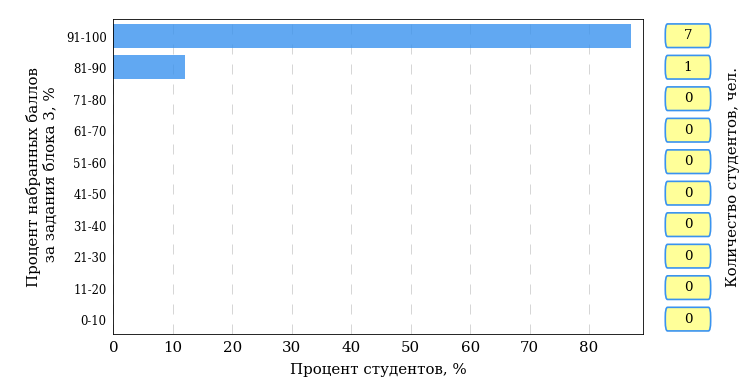 91-100 7
81-90 1
71-80 0
61-70 0
51-60 0
41-50 0
31-40 0
21-30 0
11-20 0
0-10 0
0 10 20 30 40 50 60 70 80
Процент студентов, %
Процент набранных баллов
за задания блока 3, %
Количество студентов, чел.